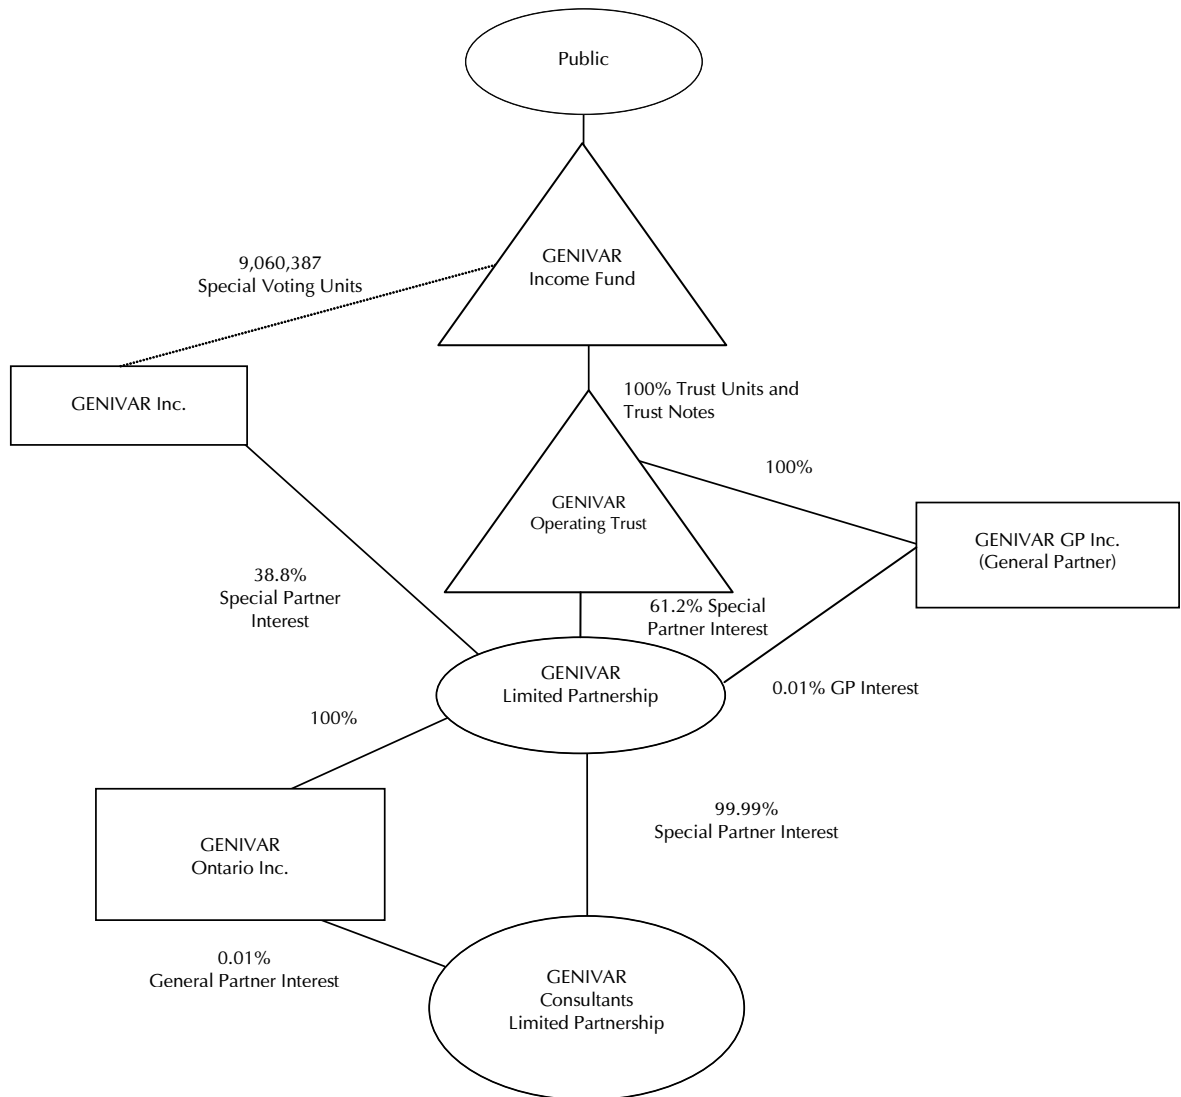 Public
GENIVAR
Income Fund
9,060,387
Special Voting Units
GENIVAR Inc.
100% Trust Units and
Trust Notes
100%
GENIVAR
Operating Trust
GENIVAR GP Inc.
(General Partner)
38.8%
Special Partner
Interest
61.2% Special
Partner Interest
GENIVAR
Limited Partnership
0.01% GP Interest
100%
99.99%
Special Partner Interest
GENIVAR
Ontario Inc.
0.01%
General Partner Interest
GENIVAR
Consultants
Limited Partnership